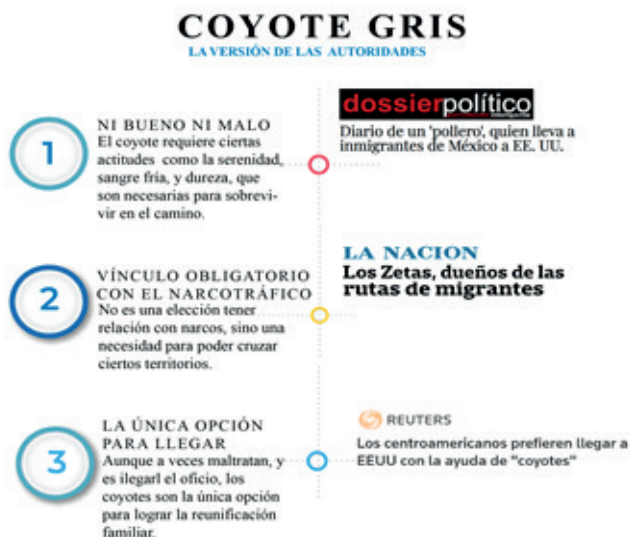 COYOTE GRIS
LA VERSIÓN DE LAS AUTORIDADES
1
NI BUENO NI MALO
El coyote requiere ciertas
actitudes como la serenidad,
sangre fría, y dureza, que
son necesarias para sobrevi-
vir en el camino.
dossierpolítico
Diario de un 'pollero', quien lleva a
inmigrantes de México a EE. UU.
2
VÍNCULO OBLIGATORIO
CON EL NARCOTRÁFICO
No es una elección tener
relación con narcos, sino una
necesidad para poder cruzar
ciertos territorios.
LA NACION
Los Zetas, dueños de las
rutas de migrantes
3
LA ÚNICA OPCIÓN
PARA LLEGAR
Aunque a veces maltratan, y
es ilegarl el oficio, los
coyotes son la única opción
para lograr la reunificación
familiar.
REUTERS
Los centroamericanos prefieren llegar a
EEUU con la ayuda de "coyotes"